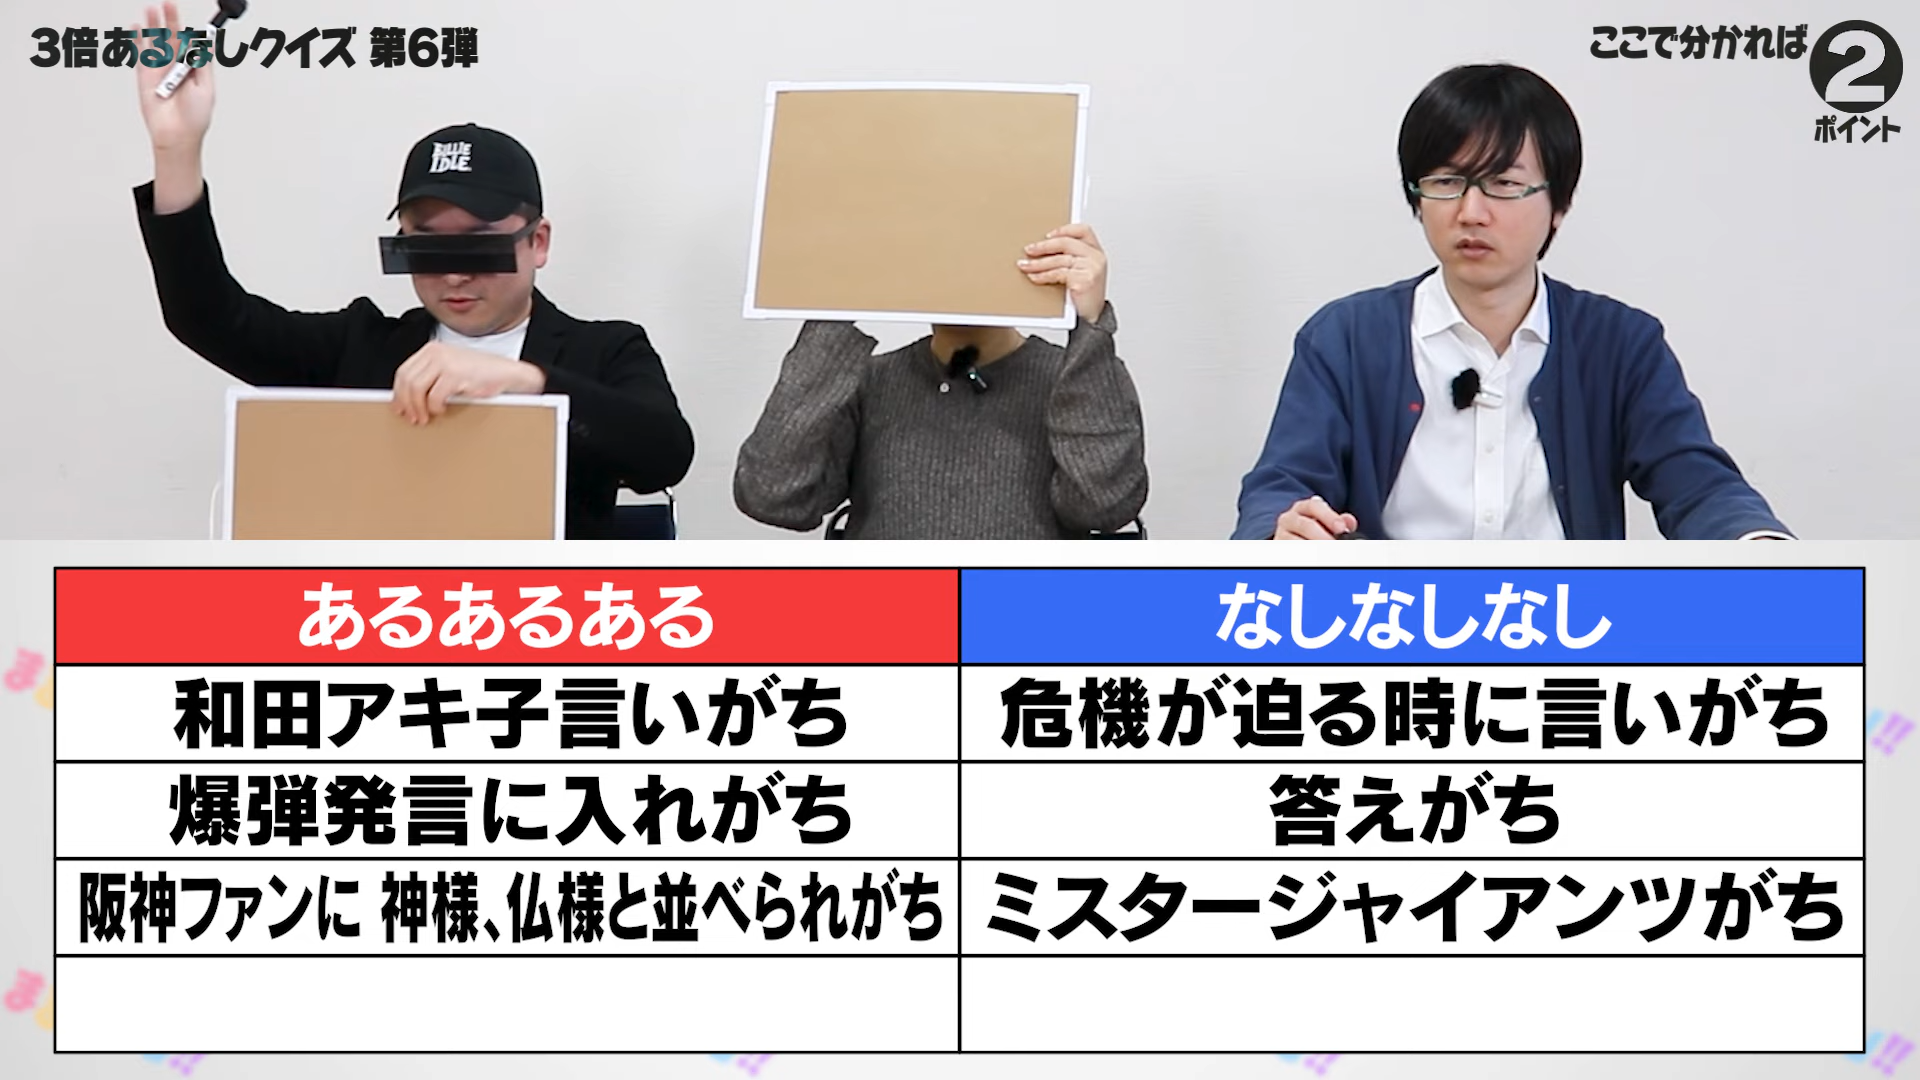 3倍あるなしクイズ 第6弾
ここで分かれば
2
ポイント
BILLIE
IDLE
あるあるある
なしなしなし
和田アキ子言いがち
危機が迫る時に言いがち
爆弾発言に入れがち
答えがち
阪神ファンに 神様、仏様と並べられがち
ミスタージャイアンツがち